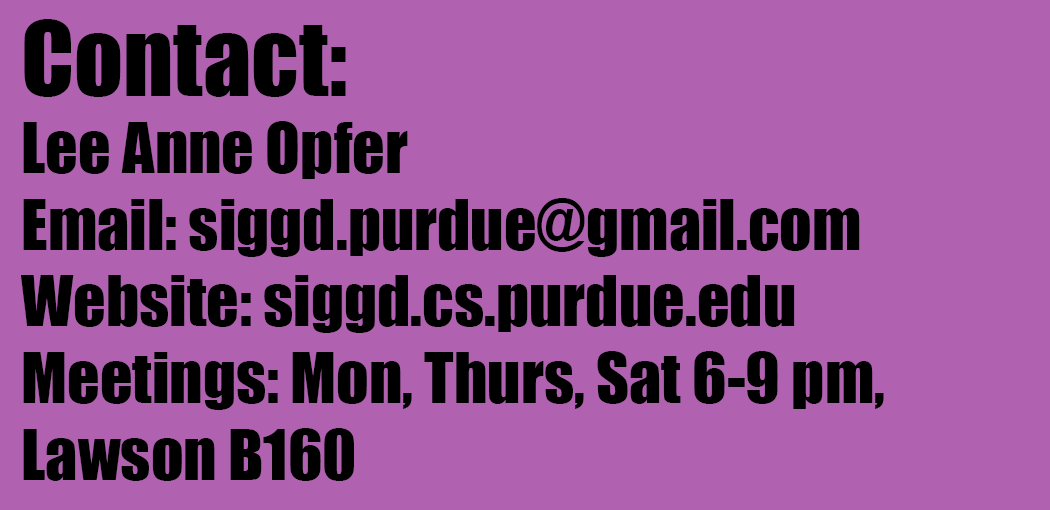 Contact:
Lee Anne Opfer
Email: siggd.purdue@gmail.com
Website: siggd.cs.purdue.edu
Meetings: Mon, Thurs, Sat 6-9 pm,
Lawson B160